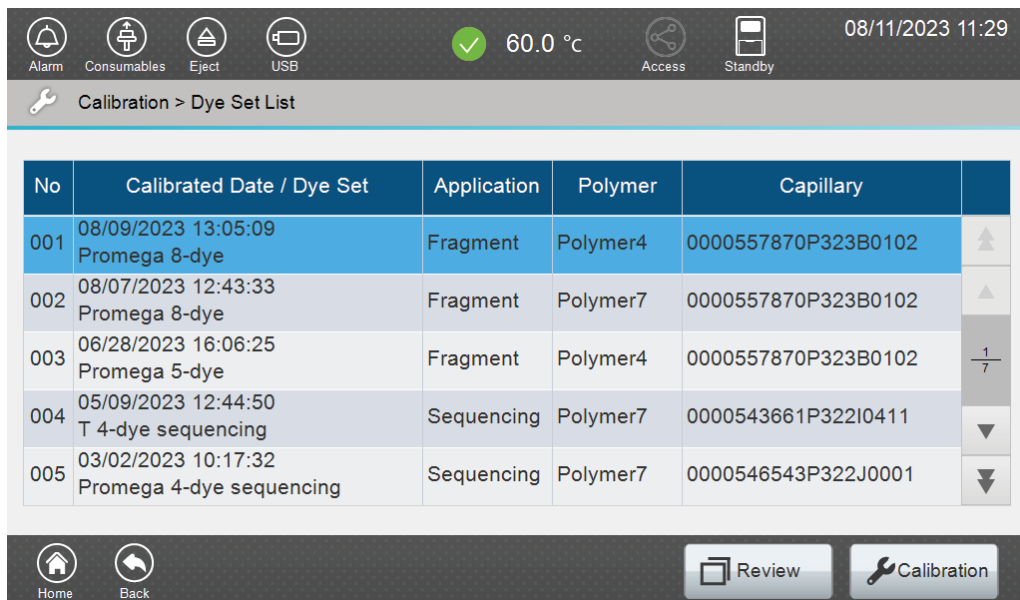 Alarm
Consumables
Eject
USB
60.0 °c
Access
Standby
08/11/2023 11:29
Calibration > Dye Set List
No Calibrated Date / Dye Set Application Polymer Capillary
001 08/09/2023 13:05:09 Fragment Polymer4 0000557870P323B0102
Promega 8-dye
002 08/07/2023 12:43:33 Fragment Polymer7 0000557870P323B0102
Promega 8-dye
003 06/28/2023 16:06:25 Fragment Polymer4 0000557870P323B0102
Promega 5-dye
004 05/09/2023 12:44:50 Sequencing Polymer7 0000543661P322I0411
T 4-dye sequencing
005 03/02/2023 10:17:32 Sequencing Polymer7 0000546543P322J0001
Promega 4-dye sequencing
1
7
Home
Back
Review
Calibration